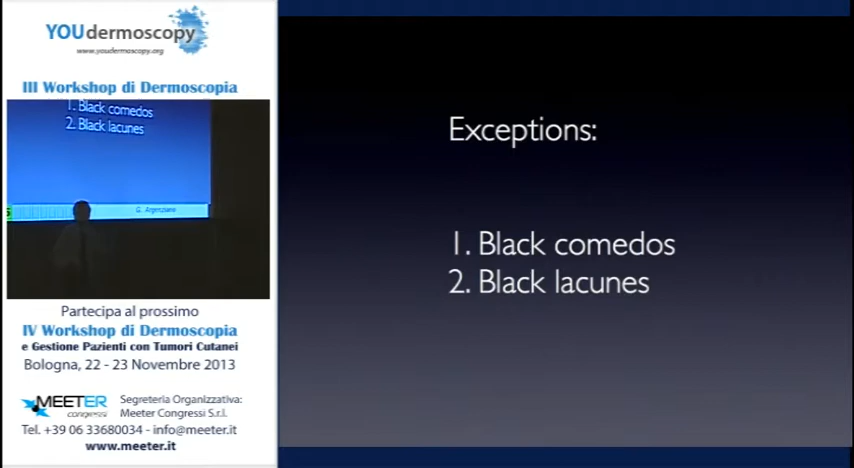 YOUdermoscopy
www.youdermoscopy.org
III Workshop di Dermoscopia
1. Black comedos
2. Black lacunes
G. Argenziano
Partecipa al prossimo
IV Workshop di Dermoscopia
e Gestione Pazienti con Tumori Cutanei
Bologna, 22 - 23 Novembre 2013
MEETER
congressi
Segreteria Organizzativa:
Meeter Congressi S.r.l.
Tel. +39 06 33680034 - info@meeter.it
www.meeter.it
Exceptions:
1. Black comedos
2. Black lacunes